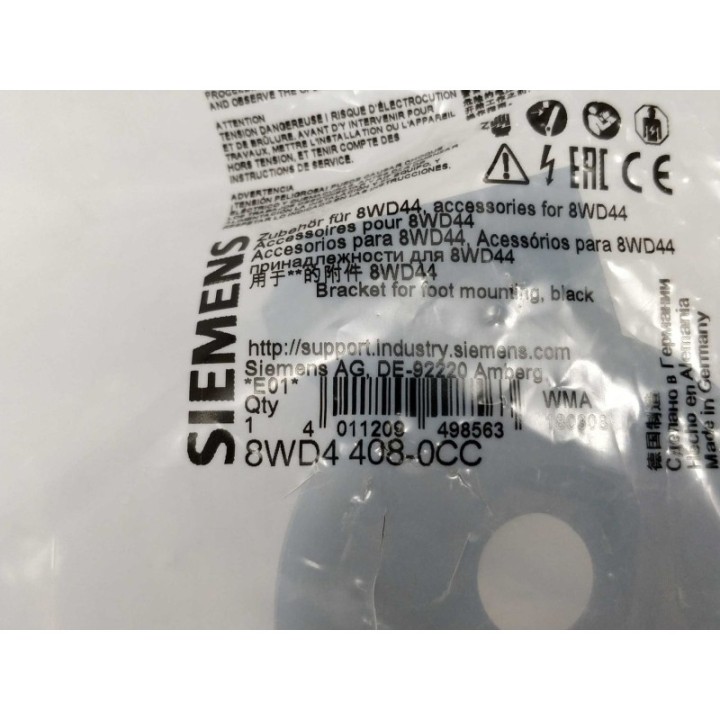 AND OBSERVE THE
ATTENTION
TENSION DANGEREUSE ! RISQUE D'ÉLECTROCUTION
ET DE BRÛLURE. AVANT D'Y INTERVENIR POUR
TRAVAUX, METTRE L'INSTALLATION OU L'APPAREIL
HORS TENSION, ET TENIR COMPTE DES
INSTRUCTIONS DE SERVICE.
ADVERTENCIA
EAC CE
Zubehör für 8WD44, accessories for 8WD44
Accessoires pour 8WD44
Accesorios para 8WD44, Acessórios para 8WD44
принадлежности для 8WD44
用于**的附件 8WD44
Bracket for foot mounting, black
SIEMENS
http://support.industry.siemens.com
Siemens AG, DE-92220 Amberg,
*E01*
Qty
1
WMA
4 011209 498563
8WD4 408-0CC
德国制造
Сделано в Германии
Hecho en Alemania
Made in Germany